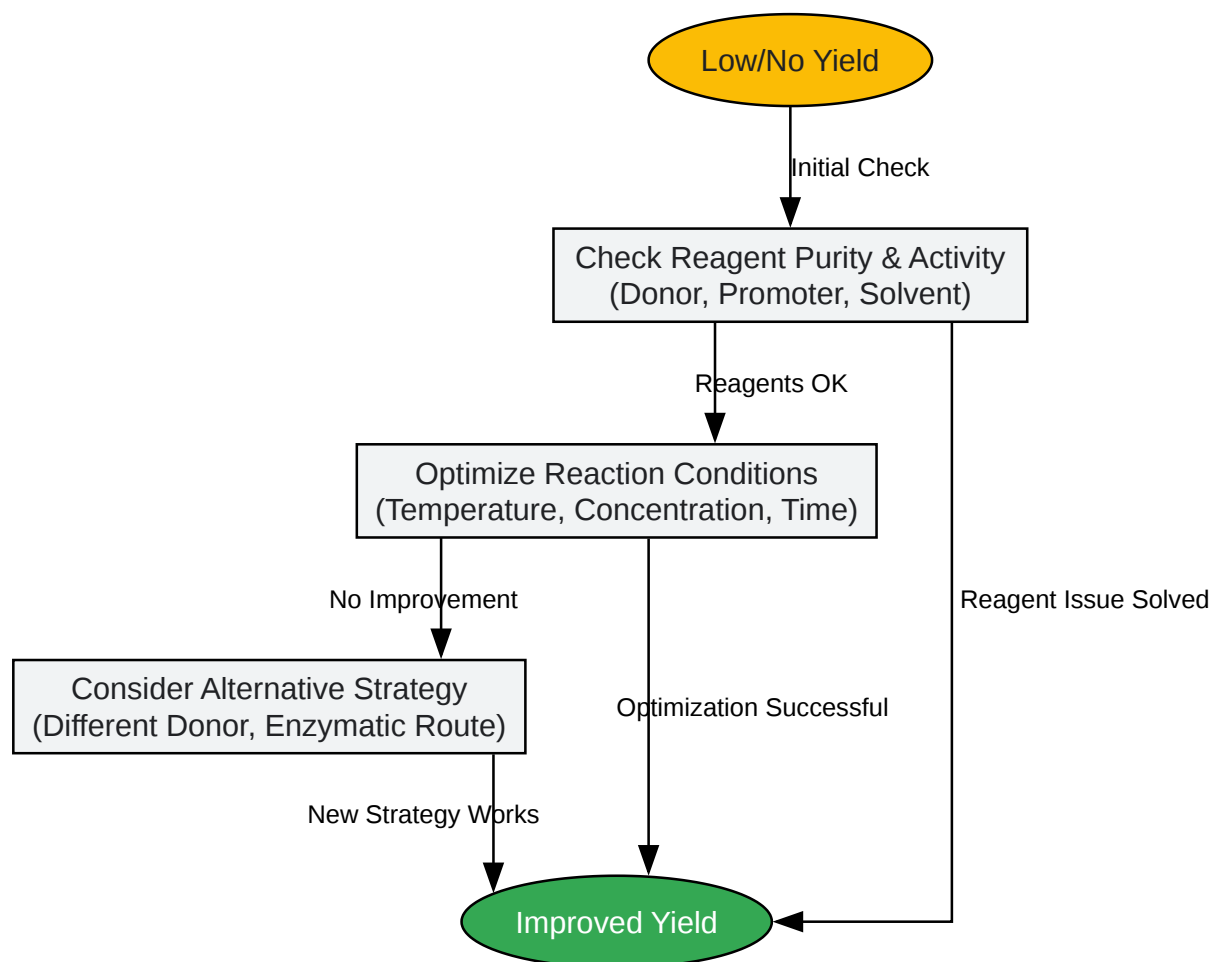 Low/No Yield
Initial Check
Check Reagent Purity & Activity
(Donor, Promoter, Solvent)
Reagents OK
Optimize Reaction Conditions
(Temperature, Concentration, Time)
No Improvement
Reagent Issue Solved
Consider Alternative Strategy
(Different Donor, Enzymatic Route)
Optimization Successful
New Strategy Works
Improved Yield